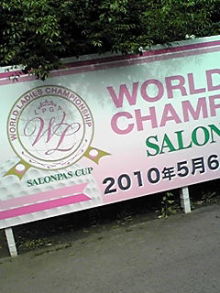 WORLD LADIES CHAMPIONSHIP
LPGA
WL
SALONPAS CUP
WORLD
CHAMP
SALON
2010年5月6